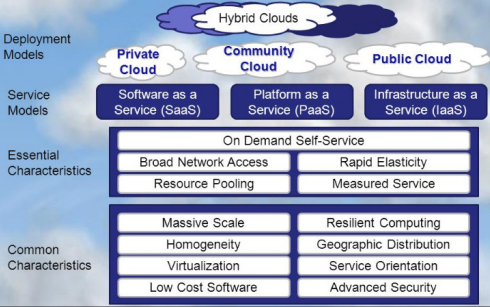 Hybrid Clouds
Deployment
Models
Private
Cloud
Community
Cloud
Public Cloud
Service
Models
Software as a
Service (SaaS)
Platform as a
Service (PaaS)
Infrastructure as a
Service (IaaS)
Essential
Characteristics
On Demand Self-Service
Broad Network Access
Rapid Elasticity
Resource Pooling
Measured Service
Common
Characteristics
Massive Scale
Resilient Computing
Homogeneity
Geographic Distribution
Virtualization
Service Orientation
Low Cost Software
Advanced Security